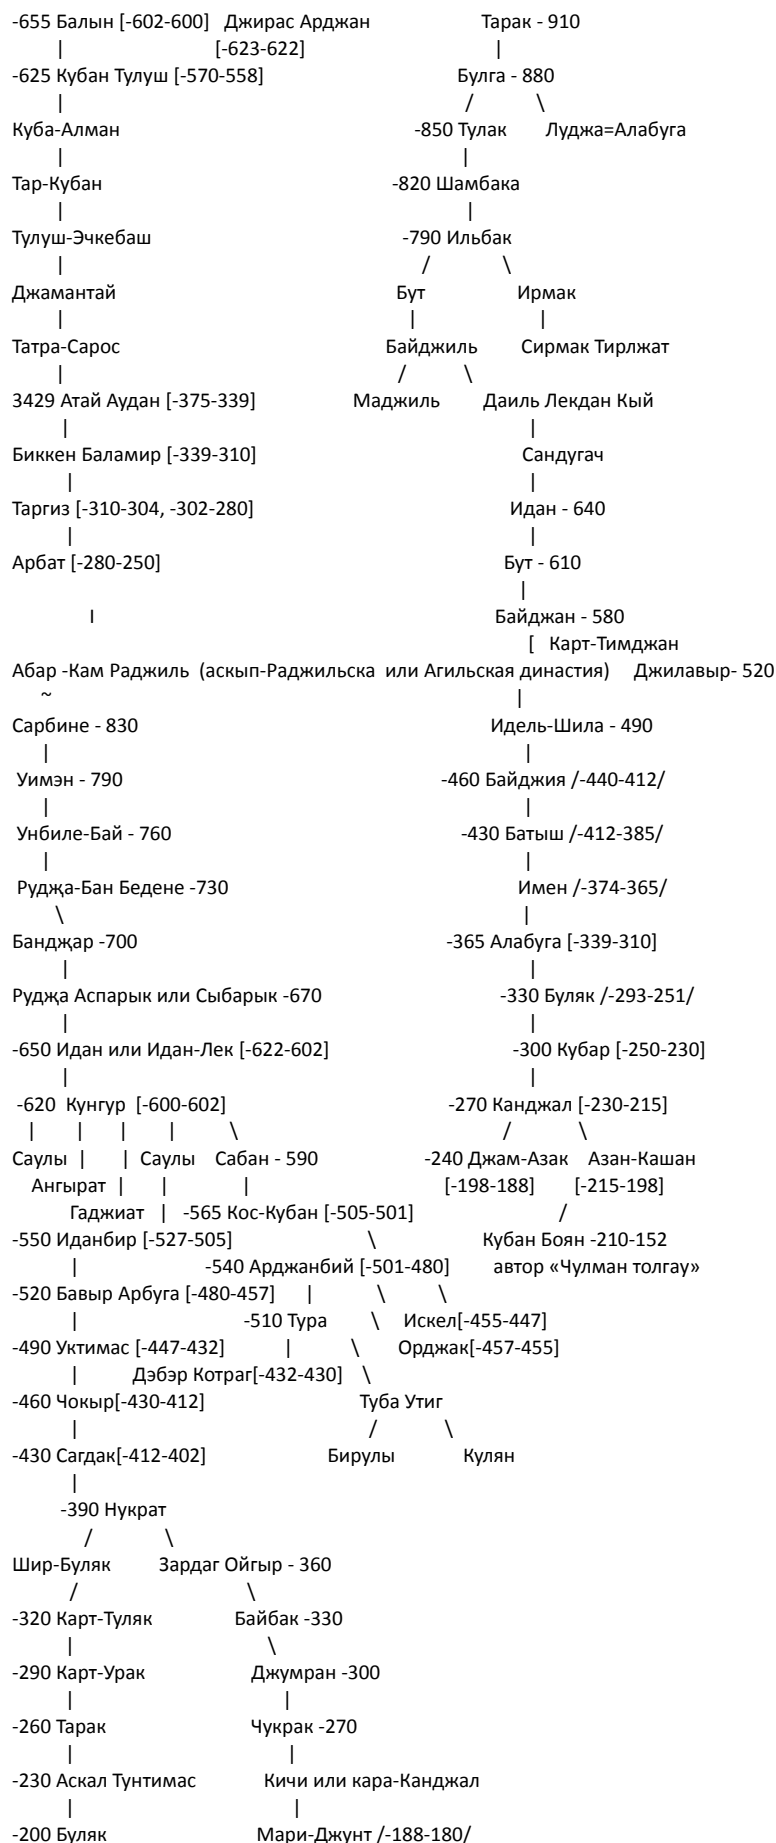 -655 Балын [-602-600] Джирас Арджан Тарак - 910
| [-623-622] |
-625 Кубан Тулуш [-570-558] Булга - 880
| / \
Куба-Алман -850 Тулак Луджа=Алабуга
| |
Тар-Кубан -820 Шамбака
| |
Тулуш-Эчкебаш -790 Ильбак
| / \
Джамантай Бут Ирмак
| | |
Татра-Сарос Байджиль Сирмак Тирлжат
| / \
3429 Атай Аудан [-375-339] Маджиль Даиль Лекдан Кый
| |
Биккен Баламир [-339-310] Сандугач
| |
Таргиз [-310-304, -302-280] Идан - 640
| |
Арбат [-280-250] Бут - 610
|
I Байджан - 580
[ Карт-Тимджан
Абар -Кам Раджиль (аскып-Раджильска или Агильская династия) Джилавыр- 520
~ |
Сарбине - 830 Идель-Шила - 490
| |
Уимэн - 790 -460 Байджия /-440-412/
| |
Унбиле-Бай - 760 -430 Батыш /-412-385/
| |
Руджа-Бан Бедене -730 Имен /-374-365/
\ |
Банджар -700 -365 Алабуга [-339-310]
| |
Руджа Аспарык или Сыбарык -670 -330 Буляк /-293-251/
| |
-650 Идан или Идан-Лек [-622-602] -300 Кубар [-250-230]
| |
-620 Кунгур [-600-602] -270 Канджал [-230-215]
| | | | \ / \
Саулы | | Саулы Сабан - 590 -240 Джам-Азак Азан-Кашан
Ангырат | | | [-198-188] [-215-198]
Гаджиат | -565 Кос-Кубан [-505-501] /
-550 Иданбир [-527-505] \ Кубан Боян -210-152
| -540 Арджанбий [-501-480] автор «Чулман толгау»
-520 Бавыр Арбуга [-480-457] | \ \
| -510 Тура \ Искел[-455-447]
-490 Уктимас [-447-432] | \ Орджак[-457-455]
| Дэбэр Котраг[-432-430] \
-460 Чокыр[-430-412] Туба Утиг
| / \
-430 Сагдак[-412-402] Бирулы Кулян
|
-390 Нукрат
/ \
Шир-Буляк Зардаг Ойгыр - 360
/ \
-320 Карт-Туляк Байбак -330
| \
-290 Карт-Урак Джумран -300
| |
-260 Тарак Чукрак -270
| |
-230 Аскал Тунтимас Кичи или кара-Канджал
| |
-200 Буляк Мари-Джунт /-188-180/